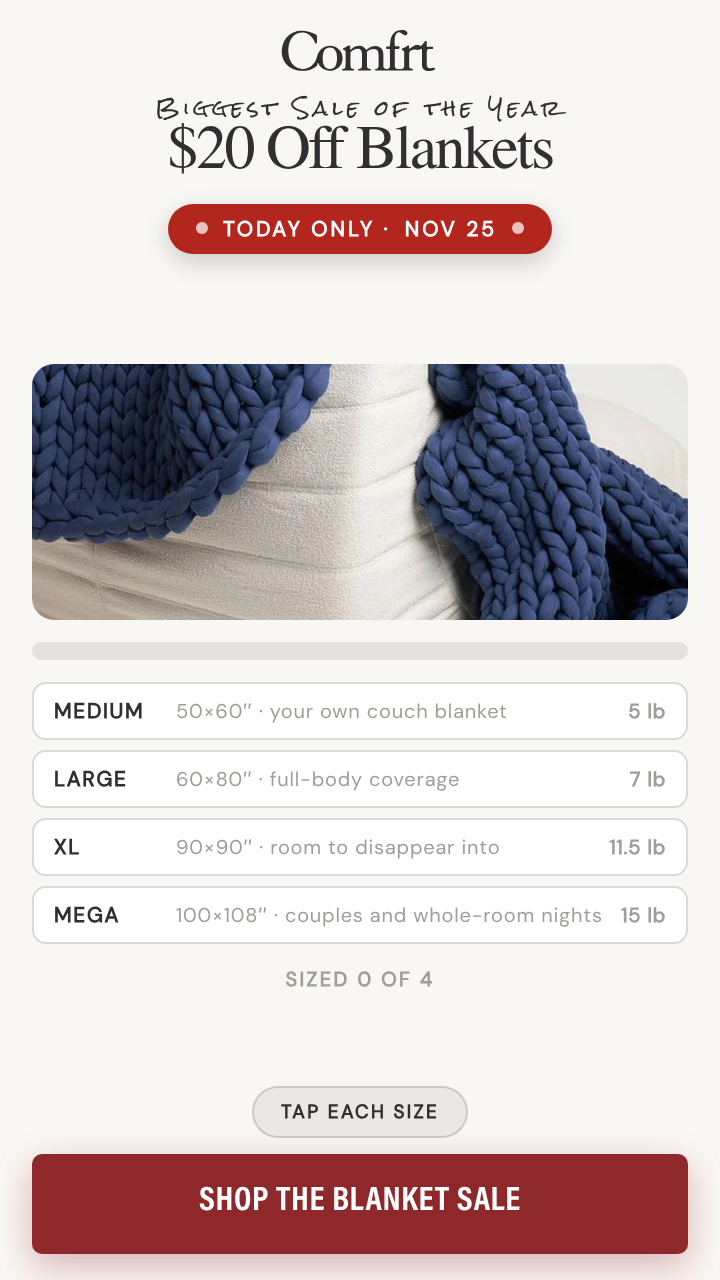 Comfrt
Biggest Sale of the Year
$20 Off Blankets
TODAY ONLY · NOV 25
MEDIUM 50×60″ · your own couch blanket 5 lb
LARGE 60×80″ · full-body coverage 7 lb
XL 90×90″ · room to disappear into 11.5 lb
MEGA 100×108″ · couples and whole-room nights 15 lb
SIZED 0 OF 4
TAP EACH SIZE
SHOP THE BLANKET SALE